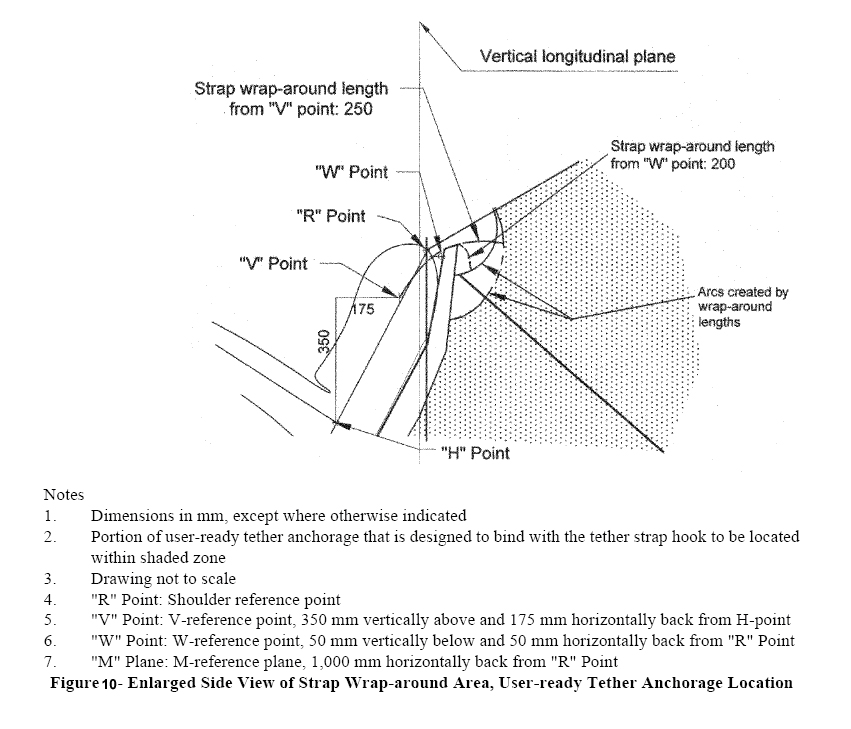 Vertical longitudinal plane
Strap wrap-around length
from "V" point: 250
Strap wrap-around length
from "W" point: 200
"W" Point
"R" Point
"V" Point
175
350
Arcs created by
wrap-around
lengths
"H" Point
Notes
1. Dimensions in mm, except where otherwise indicated
2. Portion of user-ready tether anchorage that is designed to bind with the tether strap hook to be located
within shaded zone
3. Drawing not to scale
4. "R" Point: Shoulder reference point
5. "V" Point: V-reference point, 350 mm vertically above and 175 mm horizontally back from H-point
6. "W" Point: W-reference point, 50 mm vertically below and 50 mm horizontally back from "R" Point
7. "M" Plane: M-reference plane, 1,000 mm horizontally back from "R" Point
Figure 10- Enlarged Side View of Strap Wrap-around Area, User-ready Tether Anchorage Location